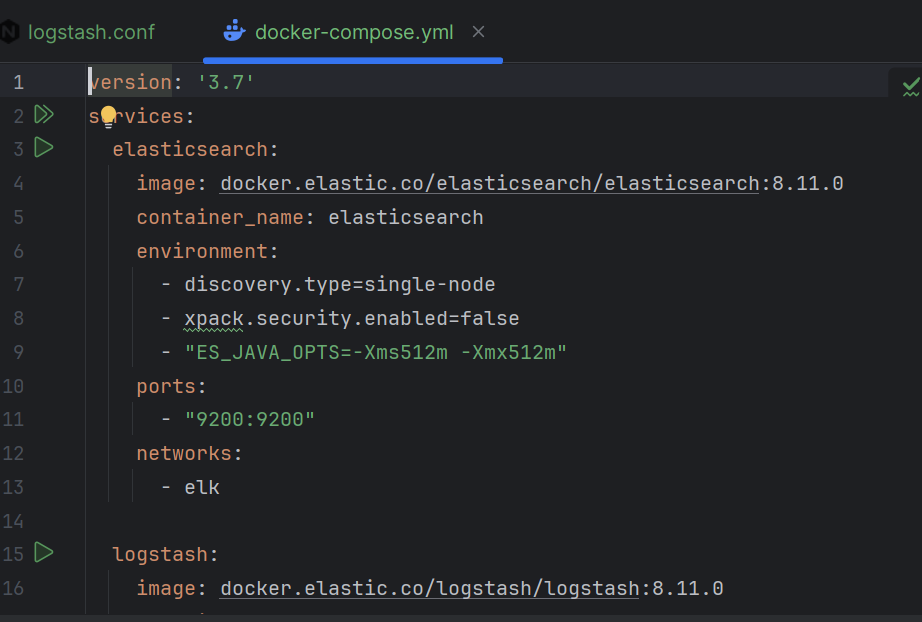 logstash.conf docker-compose.yml
1 version: '3.7'
2 services:
3 elasticsearch:
4 image: docker.elastic.co/elasticsearch/elasticsearch:8.11.0
5 container_name: elasticsearch
6 environment:
7 - discovery.type=single-node
8 - xpack.security.enabled=false
9 - "ES_JAVA_OPTS=-Xms512m -Xmx512m"
10 ports:
11 - "9200:9200"
12 networks:
13 - elk
14
15 logstash:
16 image: docker.elastic.co/logstash/logstash:8.11.0